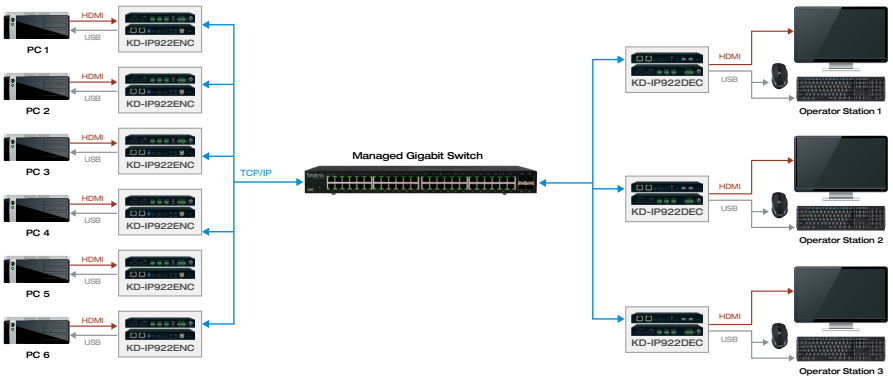 HDMI
USB
PC 1
KD-IP922ENC
HDMI
USB
PC 2
KD-IP922ENC
HDMI
USB
PC 3
KD-IP922ENC
HDMI
USB
PC 4
KD-IP922ENC
HDMI
USB
PC 5
KD-IP922ENC
HDMI
USB
PC 6
KD-IP922ENC
TCP/IP
Managed Gigabit Switch
KD-IP922DEC
HDMI
USB
Operator Station 1
KD-IP922DEC
HDMI
USB
Operator Station 2
KD-IP922DEC
HDMI
USB
Operator Station 3